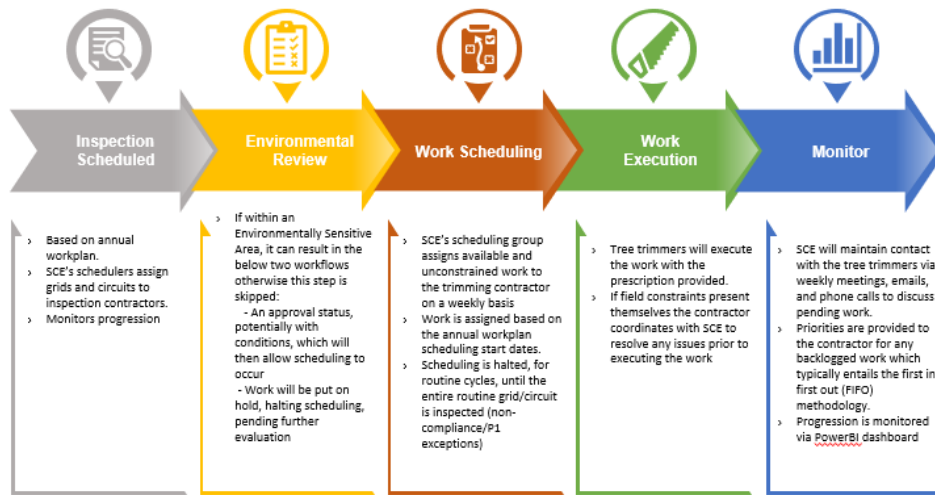 Inspection
Scheduled
Environmental
Review
Work Scheduling
Work
Execution
Monitor
› Based on annual
workplan.
› SCE's schedulers assign
grids and circuits to
inspection contractors.
› Monitors progression
› If within an
Environmentally Sensitive
Area, it can result in the
below two workflows
otherwise this step is
skipped:
- An approval status,
potentially with
conditions, which will
then allow scheduling to
occur
- Work will be put on
hold, halting scheduling,
pending further
evaluation
› SCE's scheduling group
assigns available and
unconstrained work to
the trimming contractor
on a weekly basis
› Work is assigned based on
the annual workplan
scheduling start dates.
› Scheduling is halted, for
routine cycles, until the
entire routine grid/circuit
is inspected (non-
compliance/P1
exceptions)
› Tree trimmers will execute
the work with the
prescription provided.
› If field constraints present
themselves the contractor
coordinates with SCE to
resolve any issues prior to
executing the work
› SCE will maintain contact
with the tree trimmers via
weekly meetings, emails,
and phone calls to discuss
pending work.
› Priorities are provided to
the contractor for any
backlogged work which
typically entails the first in
first out (FIFO)
methodology.
› Progression is monitored
via PowerBI dashboard